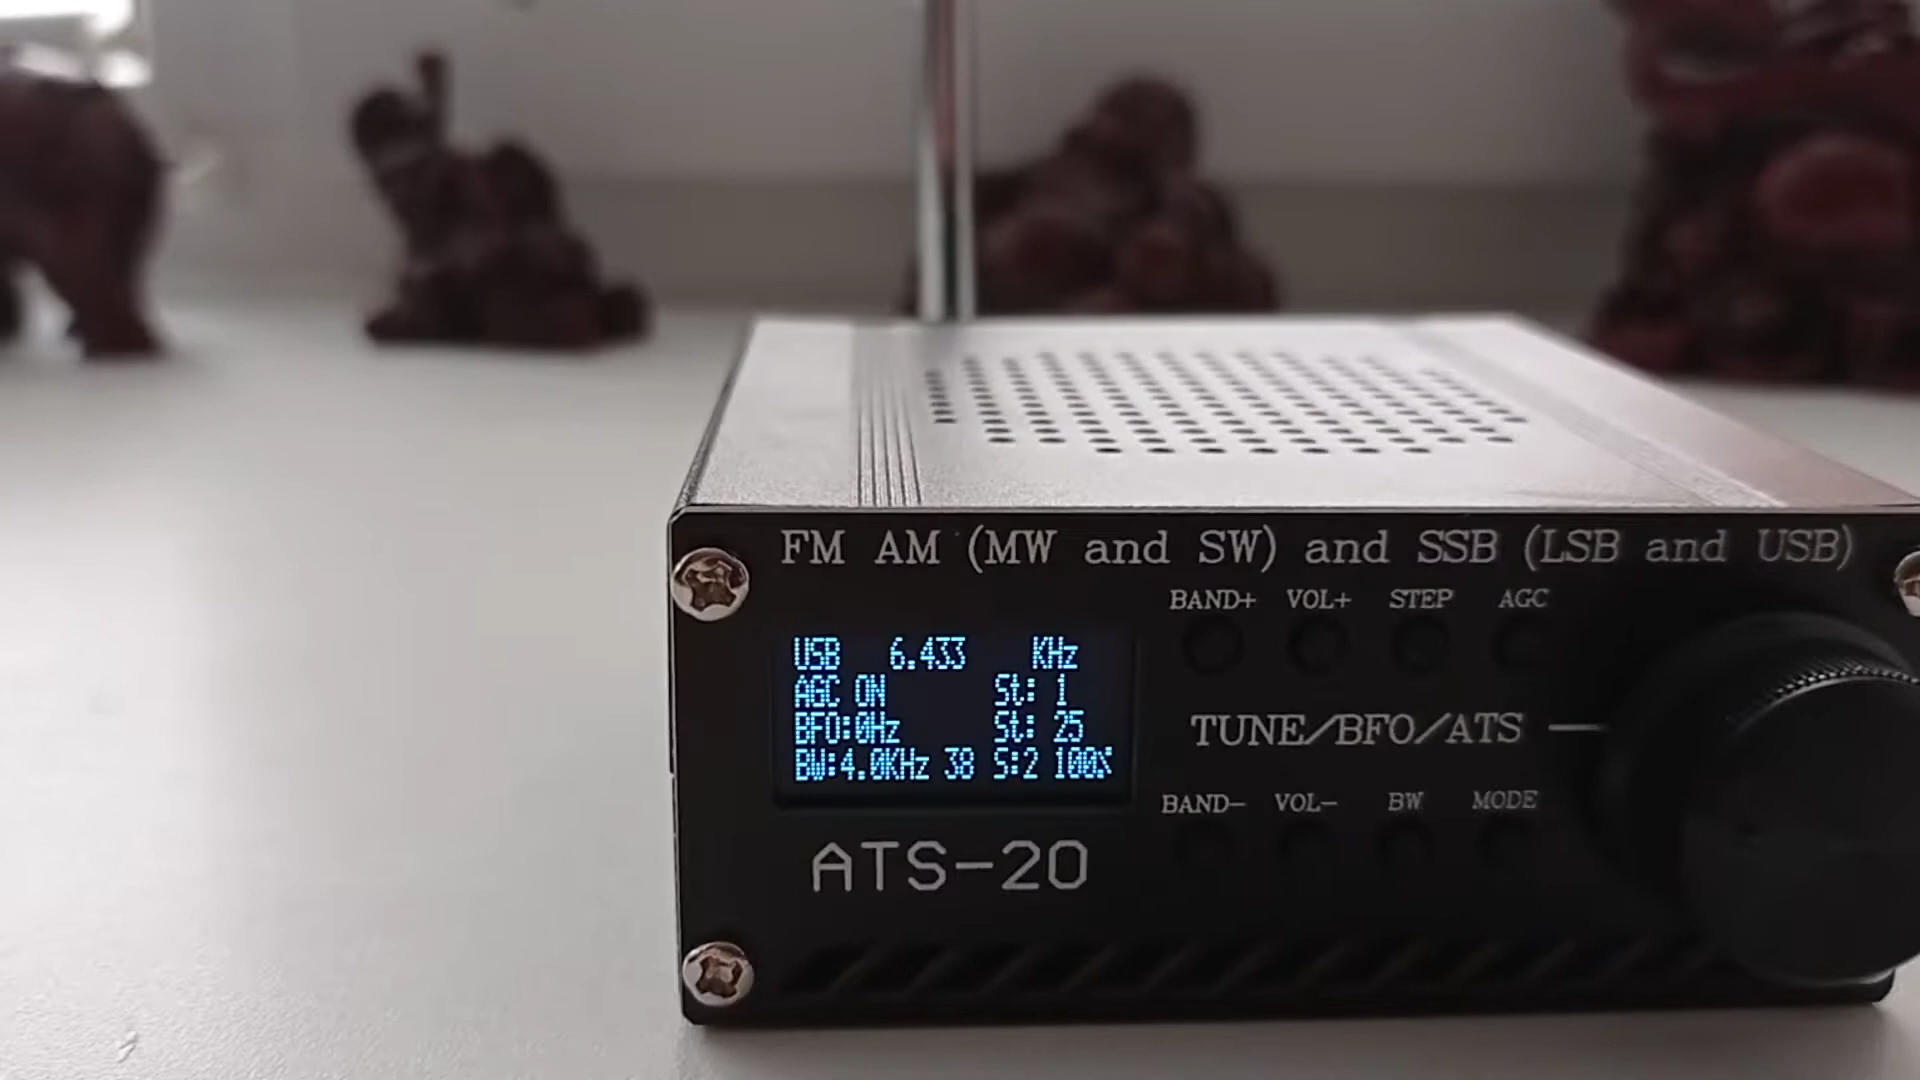 FM AM (MW and SW) and SSB (LSB and USB)
BAND+ VOL+ STEP AGC
USB 6.433 KHz
AGC ON St: 1
BFO:0Hz St: 25
BW:4.0KHz 38 S:2 100%
TUNE/BFO/ATS
BAND- VOL- BW MODE
ATS-20